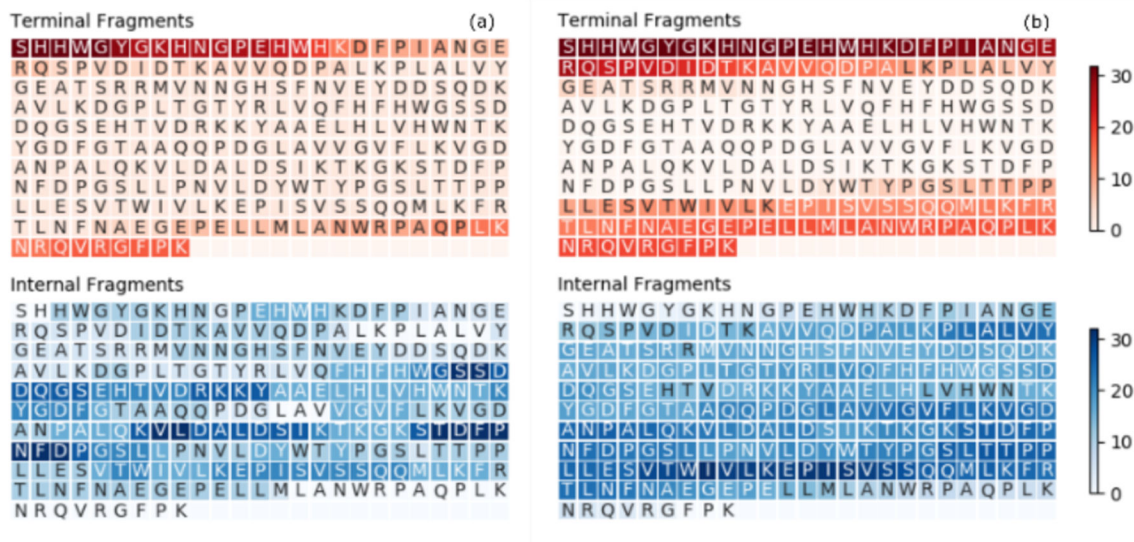 Terminal Fragments (a)
S H H W G Y G K H N G P E H W H K D F P I A N G E
R Q S P V D I D T K A V V Q D P A L K P L A L V Y
G E A T S R R M V N N G H S F N V E Y D D S Q D K
A V L K D G P L T G T Y R L V Q F H F H W G S S D
D Q G S E H T V D R K K Y A A E L H L V H W N T K
Y G D F G T A A Q Q P D G L A V V G V F L K V G D
A N P A L Q K V L D A L D S I K T K G K S T D F P
N F D P G S L L P N V L D Y W T Y P G S L T T P P
L L E S V T W I V L K E P I S V S S Q Q M L K F R
T L N F N A E G E P E L L M L A N W R P A Q P L K
N R Q V R G F P K
Terminal Fragments (b)
S H H W G Y G K H N G P E H W H K D F P I A N G E
R Q S P V D I D T K A V V Q D P A L K P L A L V Y
G E A T S R R M V N N G H S F N V E Y D D S Q D K
A V L K D G P L T G T Y R L V Q F H F H W G S S D
D Q G S E H T V D R K K Y A A E L H L V H W N T K
Y G D F G T A A Q Q P D G L A V V G V F L K V G D
A N P A L Q K V L D A L D S I K T K G K S T D F P
N F D P G S L L P N V L D Y W T Y P G S L T T P P
L L E S V T W I V L K E P I S V S S Q Q M L K F R
T L N F N A E G E P E L L M L A N W R P A Q P L K
N R Q V R G F P K
30
20
10
0
Internal Fragments
S H H W G Y G K H N G P E H W H K D F P I A N G E
R Q S P V D I D T K A V V Q D P A L K P L A L V Y
G E A T S R R M V N N G H S F N V E Y D D S Q D K
A V L K D G P L T G T Y R L V Q F H F H W G S S D
D Q G S E H T V D R K K Y A A E L H L V H W N T K
Y G D F G T A A Q Q P D G L A V V G V F L K V G D
A N P A L Q K V L D A L D S I K T K G K S T D F P
N F D P G S L L P N V L D Y W T Y P G S L T T P P
L L E S V T W I V L K E P I S V S S Q Q M L K F R
T L N F N A E G E P E L L M L A N W R P A Q P L K
N R Q V R G F P K
Internal Fragments
S H H W G Y G K H N G P E H W H K D F P I A N G E
R Q S P V D I D T K A V V Q D P A L K P L A L V Y
G E A T S R R M V N N G H S F N V E Y D D S Q D K
A V L K D G P L T G T Y R L V Q F H F H W G S S D
D Q G S E H T V D R K K Y A A E L H L V H W N T K
Y G D F G T A A Q Q P D G L A V V G V F L K V G D
A N P A L Q K V L D A L D S I K T K G K S T D F P
N F D P G S L L P N V L D Y W T Y P G S L T T P P
L L E S V T W I V L K E P I S V S S Q Q M L K F R
T L N F N A E G E P E L L M L A N W R P A Q P L K
N R Q V R G F P K
30
20
10
0